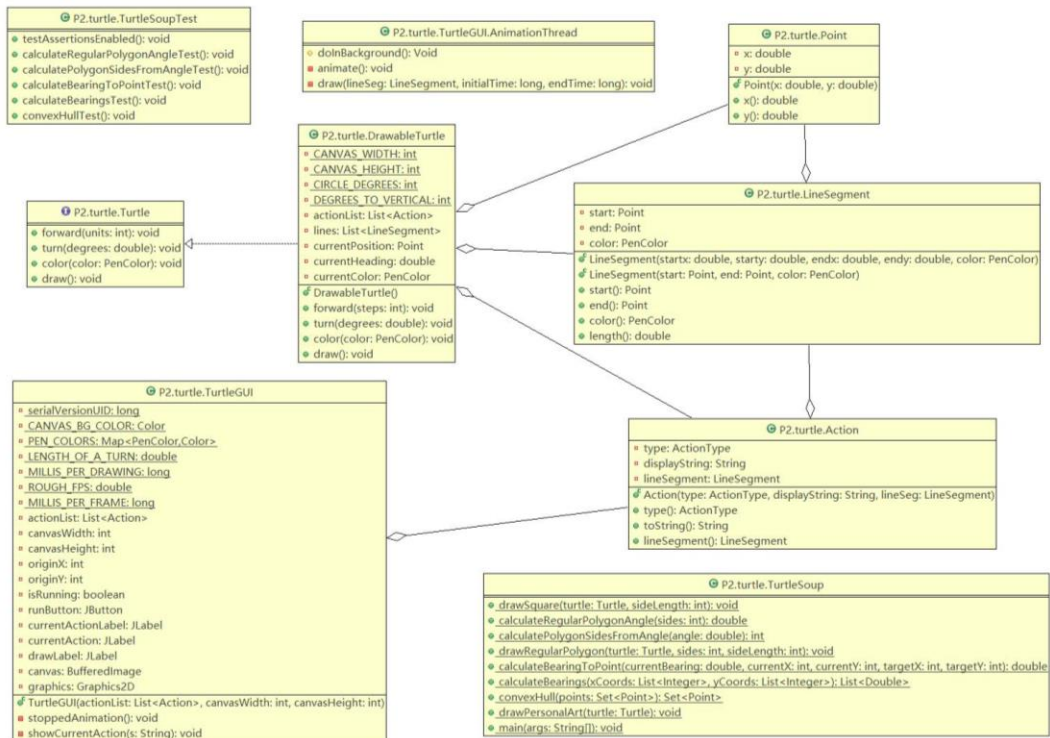 P2.turtle.TurtleSoupTest
testAssertionsEnabled(): void
calculateRegularPolygonAngleTest(): void
calculatePolygonSidesFromAngleTest(): void
calculateBearingToPointTest(): void
calculateBearingsTest(): void
convexHullTest(): void
P2.turtle.TurtleGUI.AnimationThread
doInBackground(): Void
animate(): void
draw(lineSeg: LineSegment, initialTime: long, endTime: long): void
P2.turtle.Point
x: double
y: double
Point(x: double, y: double)
x(): double
y(): double
P2.turtle.DrawableTurtle
CANVAS_WIDTH: int
CANVAS_HEIGHT: int
CIRCLE_DEGREES: int
DEGREES_TO_VERTICAL: int
actionList: List<Action>
lines: List<LineSegment>
currentPosition: Point
currentHeading: double
currentColor: PenColor
DrawableTurtle()
forward(steps: int): void
turn(degrees: double): void
color(color: PenColor): void
draw(): void
P2.turtle.Turtle
forward(units: int): void
turn(degrees: double): void
color(color: PenColor): void
draw(): void
P2.turtle.LineSegment
start: Point
end: Point
color: PenColor
LineSegment(startx: double, starty: double, endx: double, endy: double, color: PenColor)
LineSegment(start: Point, end: Point, color: PenColor)
start(): Point
end(): Point
color(): PenColor
length(): double
P2.turtle.TurtleGUI
serialVersionUID: long
CANVAS_BG_COLOR: Color
PEN_COLORS: Map<PenColor,Color>
LENGTH_OF_A_TURN: double
MILLIS_PER_DRAWING: long
ROUGH_FPS: double
MILLIS_PER_FRAME: long
actionList: List<Action>
canvasWidth: int
canvasHeight: int
originX: int
originY: int
isRunning: boolean
runButton: JButton
currentActionLabel: JLabel
currentAction: JLabel
drawLabel: JLabel
canvas: BufferedImage
graphics: Graphics2D
TurtleGUI(actionList: List<Action>, canvasWidth: int, canvasHeight: int)
stoppedAnimation(): void
showCurrentAction(s: String): void
P2.turtle.Action
type: ActionType
displayString: String
lineSegment: LineSegment
Action(type: ActionType, displayString: String, lineSeg: LineSegment)
type(): ActionType
toString(): String
lineSegment(): LineSegment
P2.turtle.TurtleSoup
drawSquare(turtle: Turtle, sideLength: int): void
calculateRegularPolygonAngle(sides: int): double
calculatePolygonSidesFromAngle(angle: double): int
drawRegularPolygon(turtle: Turtle, sides: int, sideLength: int): void
calculateBearingToPoint(currentBearing: double, currentX: int, currentY: int, targetX: int, targetY: int): double
calculateBearings(xCoords: List<Integer>, yCoords: List<Integer>): List<Double>
convexHull(points: Set<Point>): Set<Point>
drawPersonalArt(turtle: Turtle): void
main(args: String[]): void